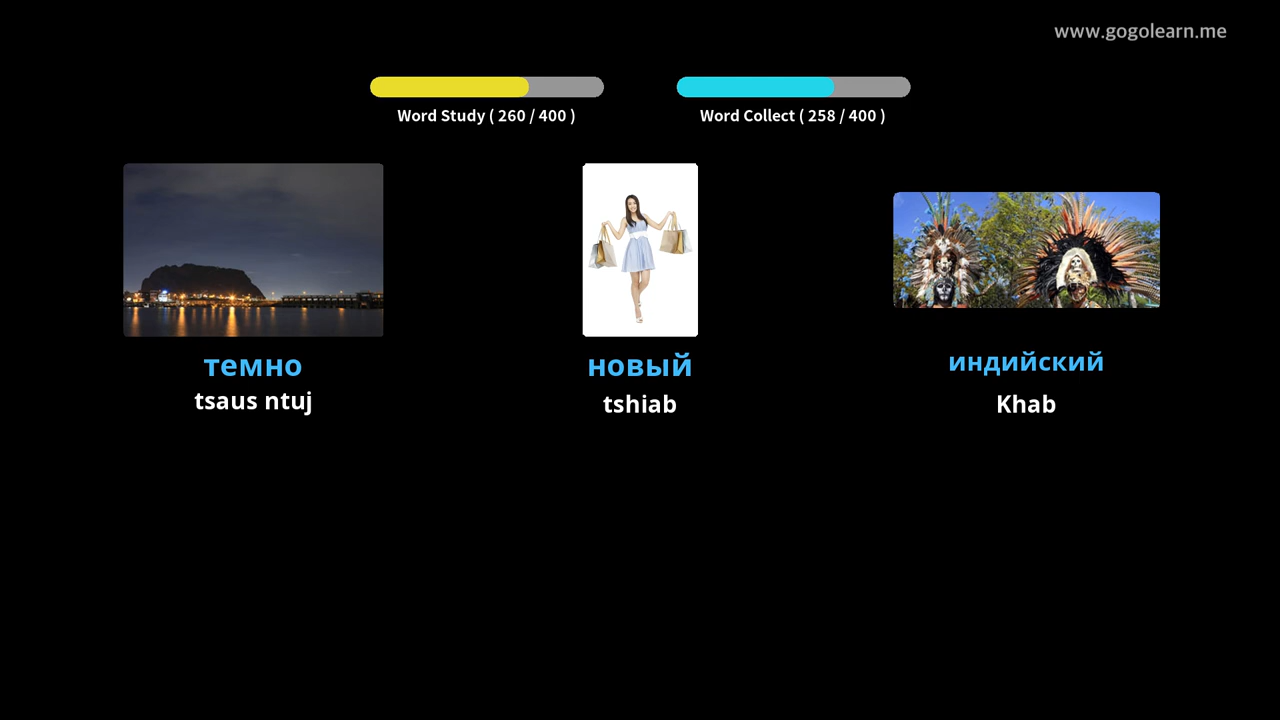 www.gogolearn.me
Word Study ( 260 / 400 )
Word Collect ( 258 / 400 )
темно
tsaus ntuj
новый
tshiab
индийский
Khab